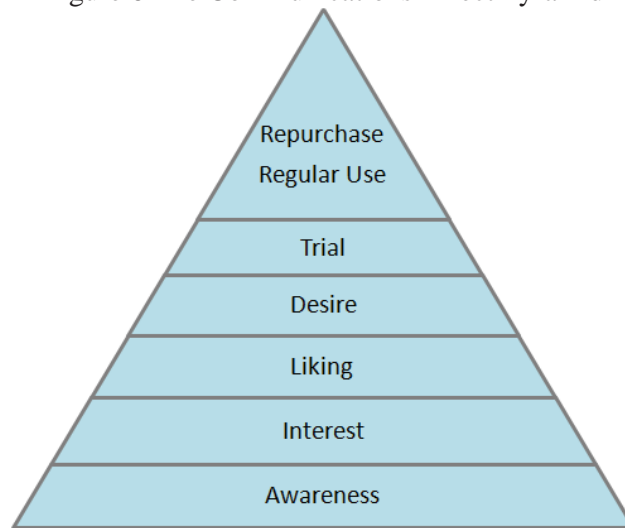 Repurchase
Regular Use
Trial
Desire
Liking
Interest
Awareness